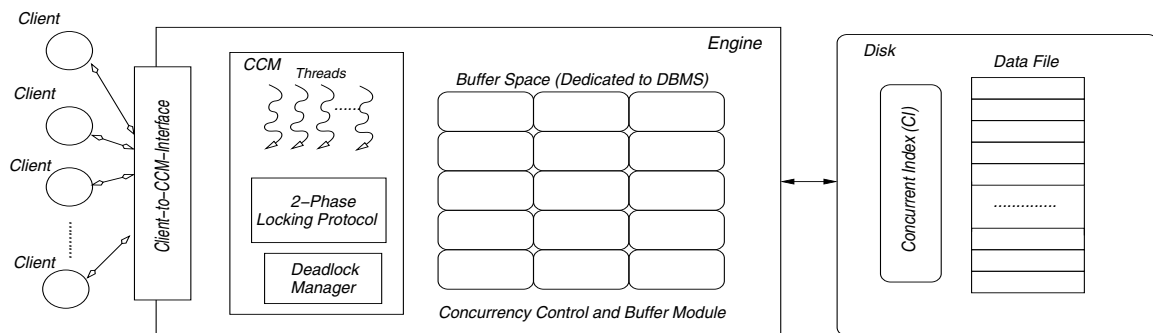 Client
Client
Client
Client
Client-to-CCM-Interface
Engine
CCM
Threads
......
2-Phase
Locking Protocol
Deadlock
Manager
Buffer Space (Dedicated to DBMS)
Concurrency Control and Buffer Module
Disk
Concurrent Index (CI)
Data File
..............